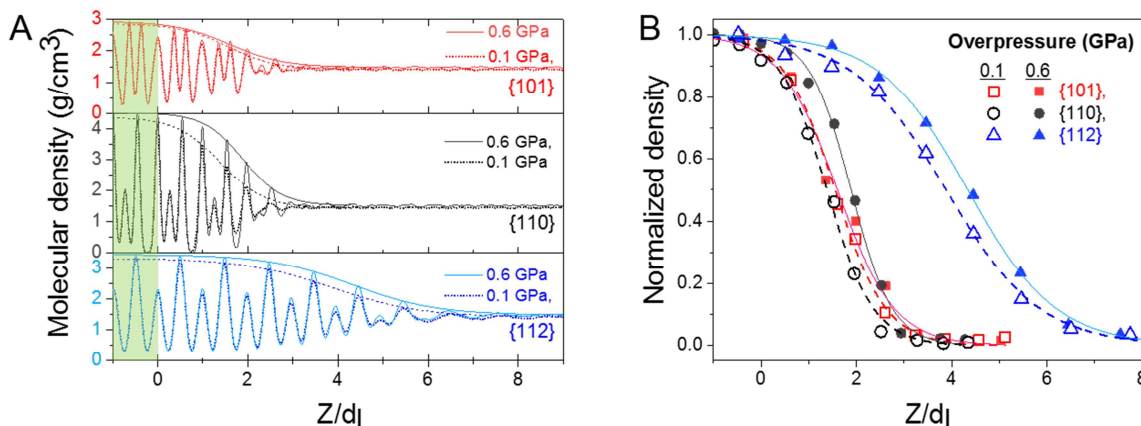 A
Molecular density (g/cm³)
3
2
1
0
0.6 GPa
0.1 GPa,
{101}
4
3
2
1
0
0.6 GPa,
0.1 GPa
{110}
3
2
1
0
0.6 GPa
0.1 GPa,
{112}
0 2 4 6 8
Z/dI
B
Normalized density
1.0
0.8
0.6
0.4
0.2
0.0
Overpressure (GPa)
0.1 0.6
{101},
{110},
{112}
0 2 4 6 8
Z/dI